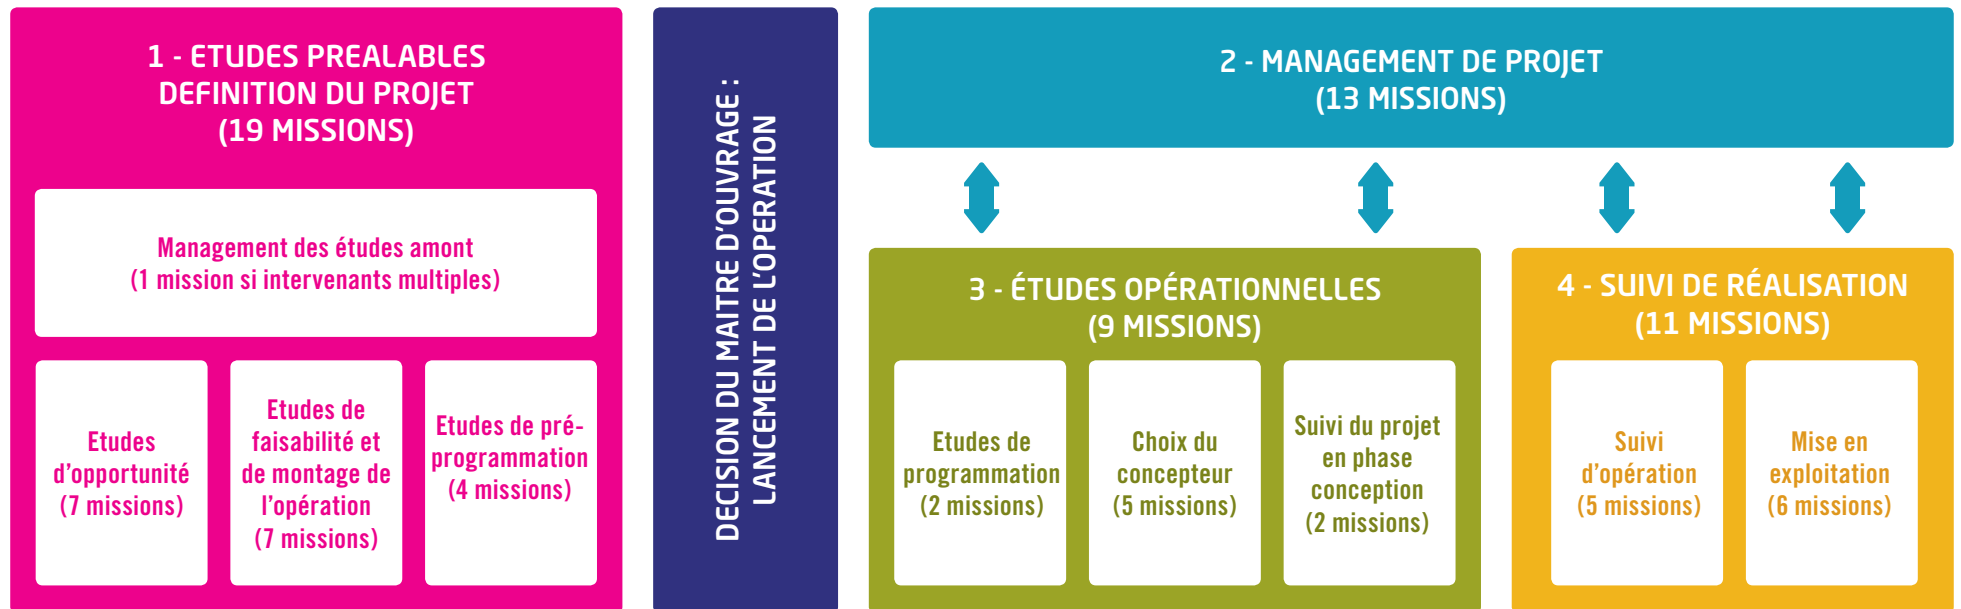 1 - ETUDES PREALABLES
DEFINITION DU PROJET
(19 MISSIONS)
Management des études amont
(1 mission si intervenants multiples)
Etudes
d’opportunité
(7 missions)
Etudes de
faisabilité et
de montage de
l’opération
(7 missions)
Etudes de pré-
programmation
(4 missions)
DECISION DU MAITRE D’OUVRAGE :
LANCEMENT DE L’OPERATION
2 - MANAGEMENT DE PROJET
(13 MISSIONS)
3 - ÉTUDES OPÉRATIONNELLES
(9 MISSIONS)
Etudes de
programmation
(2 missions)
Choix du
concepteur
(5 missions)
Suivi du projet
en phase
conception
(2 missions)
4 - SUIVI DE RÉALISATION
(11 MISSIONS)
Suivi
d’opération
(5 missions)
Mise en
exploitation
(6 missions)